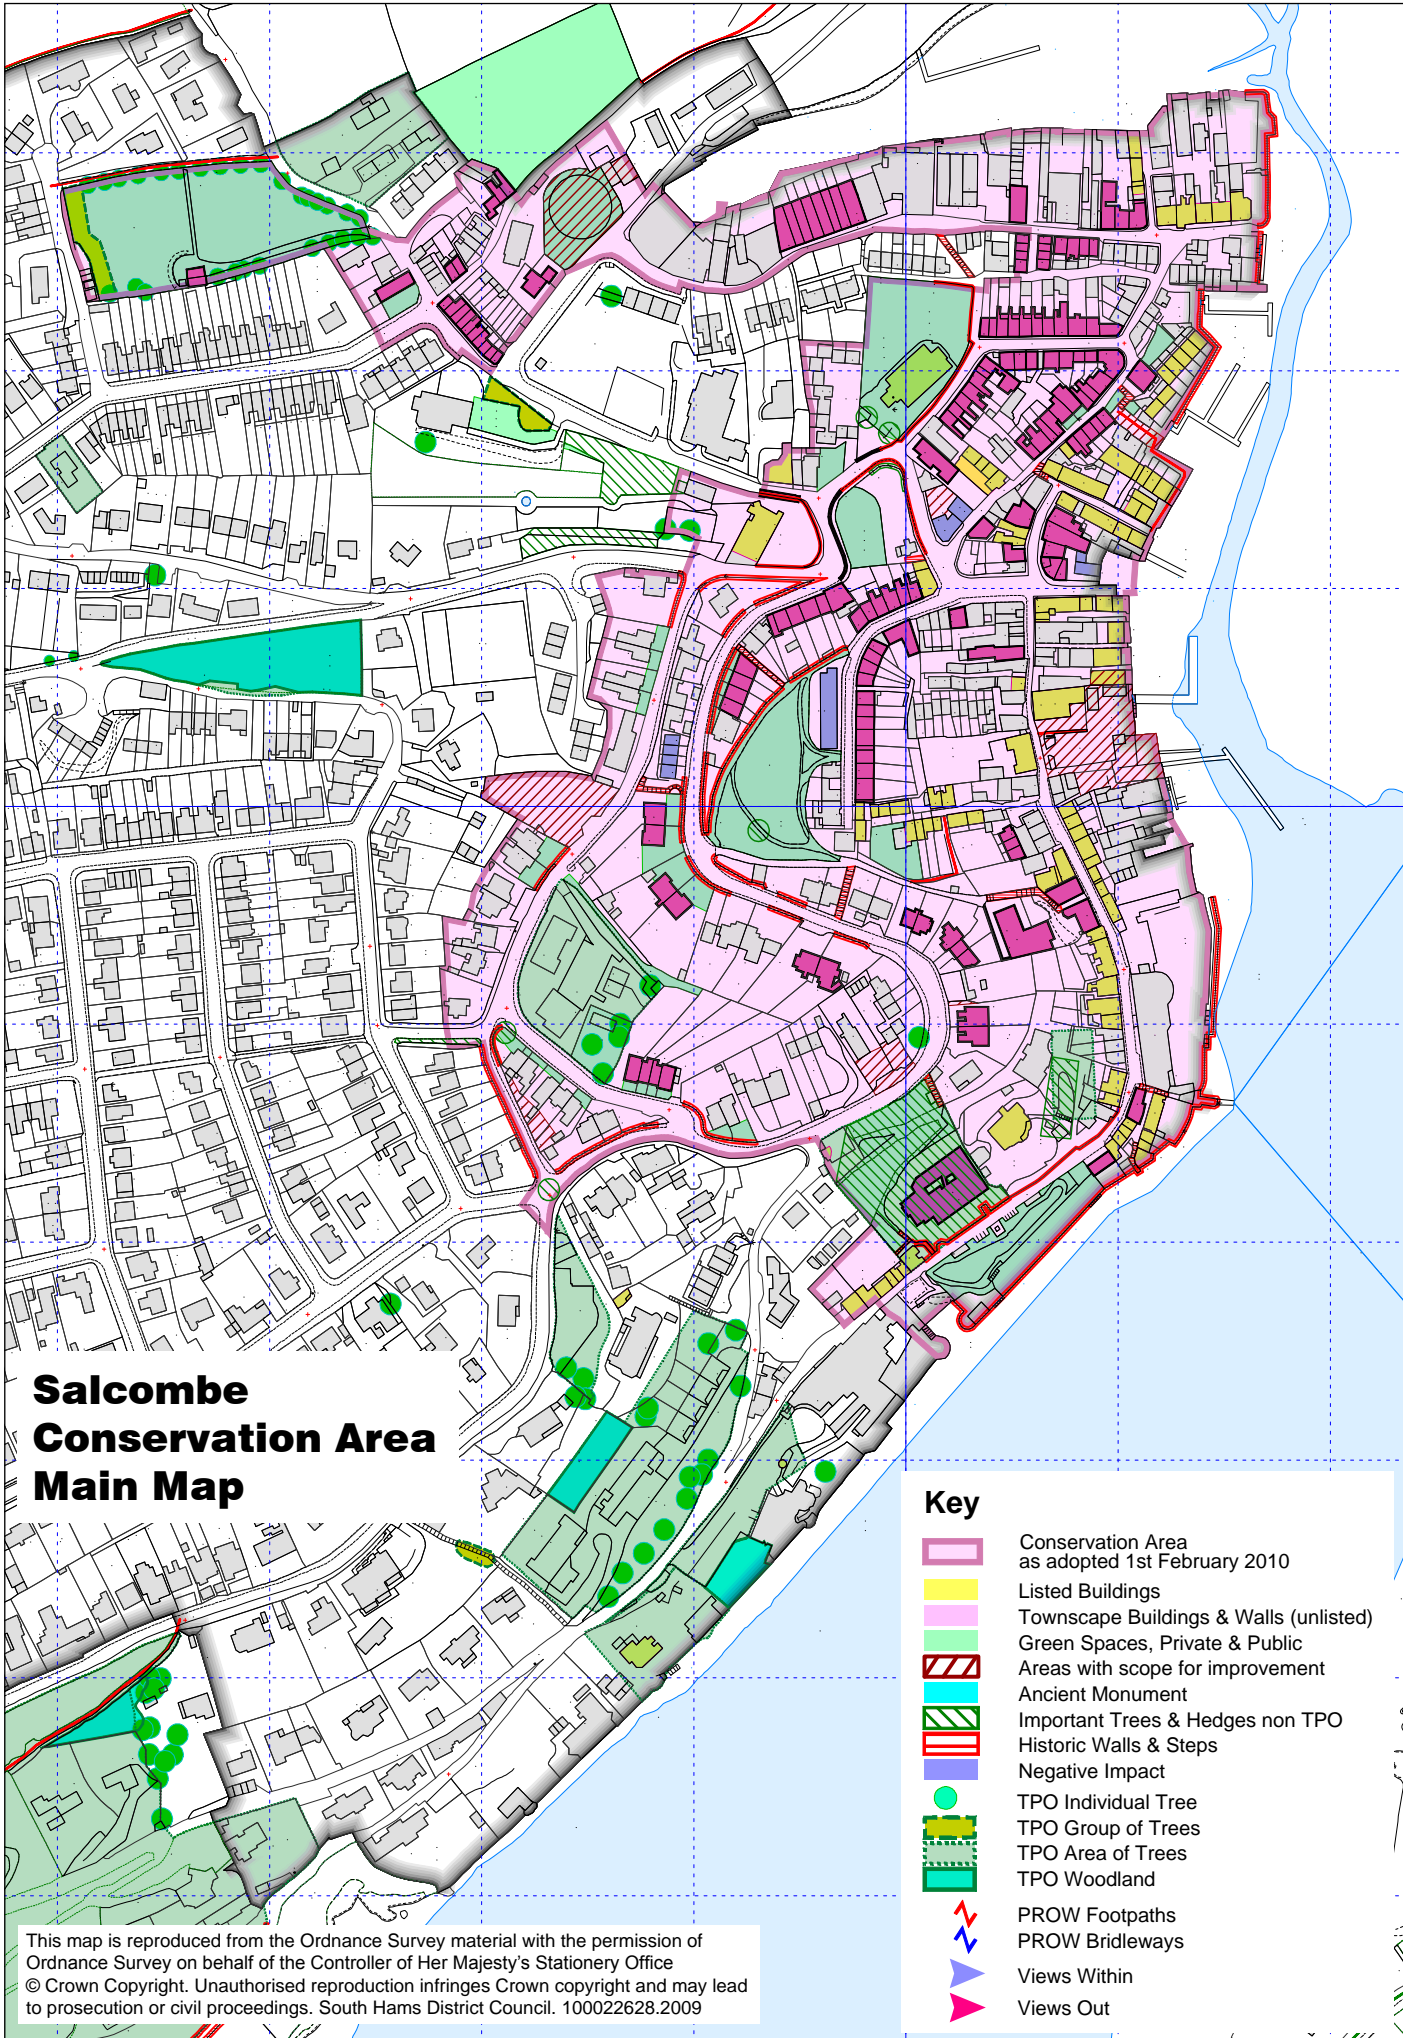 Salcombe
Conservation Area
Main Map
Key
Conservation Area
as adopted 1st February 2010
Listed Buildings
Townscape Buildings & Walls (unlisted)
Green Spaces, Private & Public
Areas with scope for improvement
Ancient Monument
Important Trees & Hedges non TPO
Historic Walls & Steps
Negative Impact
TPO Individual Tree
TPO Group of Trees
TPO Area of Trees
TPO Woodland
PROW Footpaths
PROW Bridleways
Views Within
Views Out
This map is reproduced from the Ordnance Survey material with the permission of
Ordnance Survey on behalf of the Controller of Her Majesty's Stationery Office
© Crown Copyright. Unauthorised reproduction infringes Crown copyright and may lead
to prosecution or civil proceedings. South Hams District Council. 100022628.2009